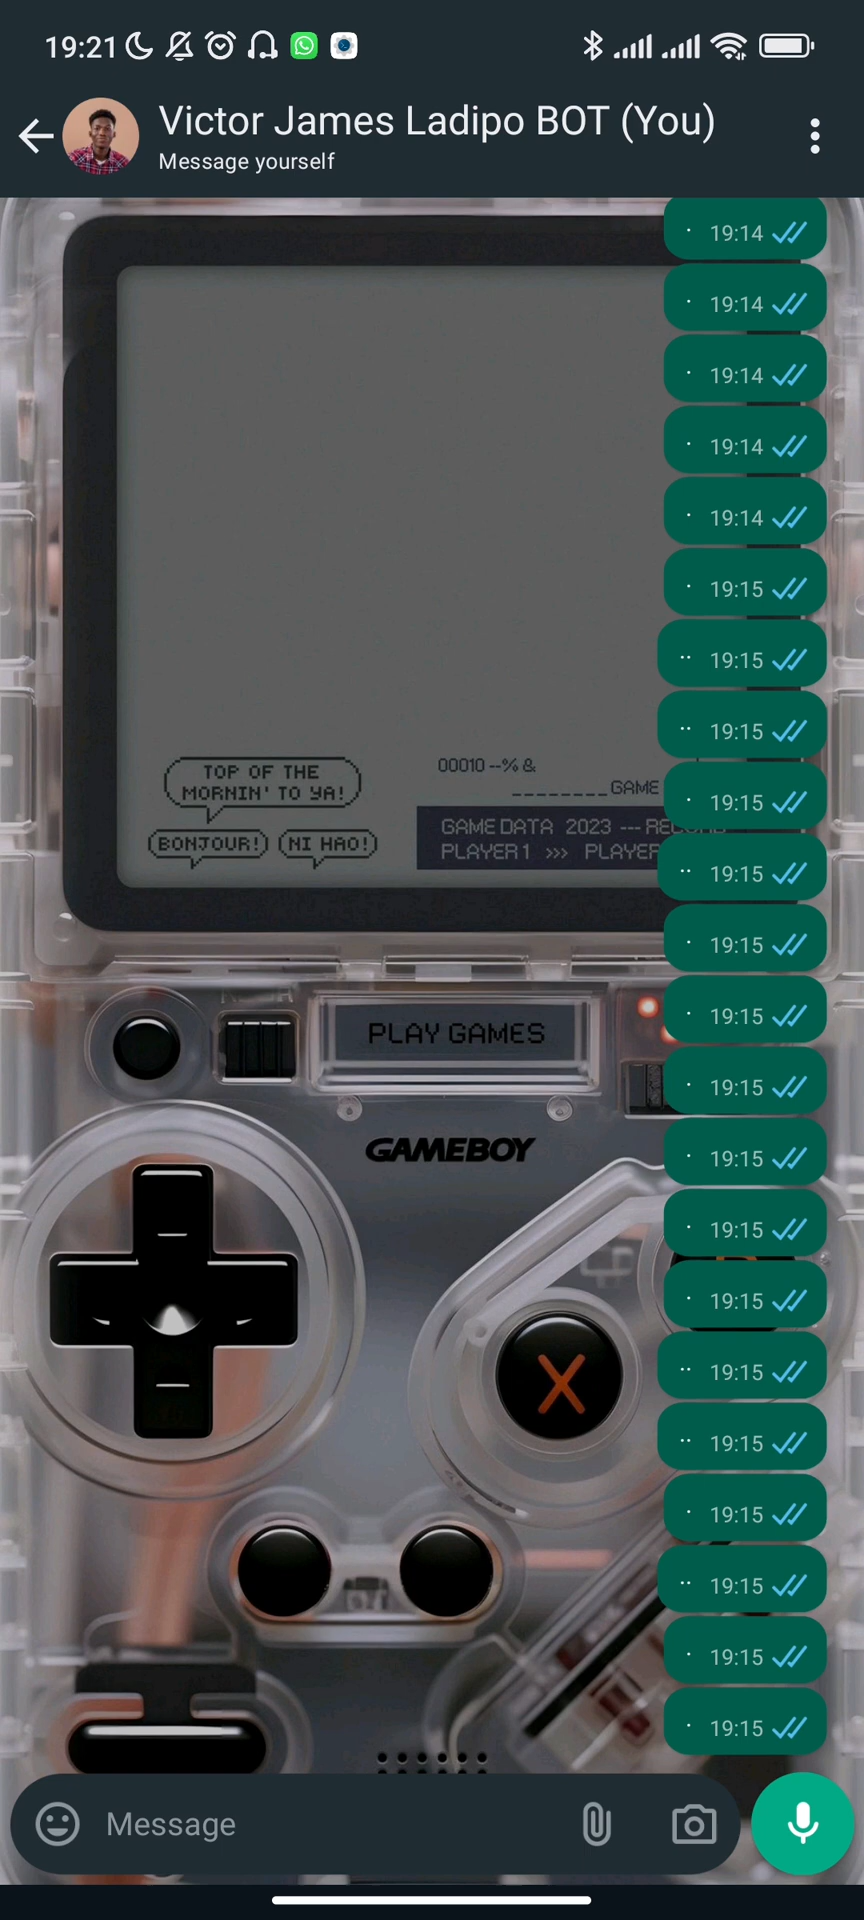 19:21
Victor James Ladipo BOT (You)
Message yourself
. 19:14
. 19:14
. 19:14
. 19:14
. 19:14
. 19:15
.. 19:15
.. 19:15
. 19:15
.. 19:15
. 19:15
. 19:15
. 19:15
. 19:15
. 19:15
. 19:15
.. 19:15
.. 19:15
. 19:15
.. 19:15
. 19:15
. 19:15
TOP OF THE
MORNIN' TO YA!
BONJOUR! NI HAO!
00010 --% &
________GAME
GAME DATA 2023 ---
PLAYER 1 >>>
PLAY GAMES
GAMEBOY
X
Message